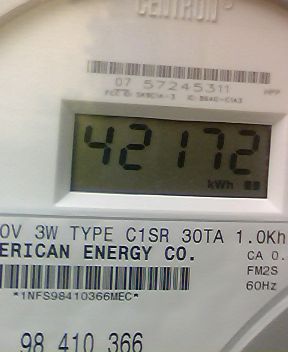 CENTRON
07 57245311
42172
kWh
0V 3W TYPE C1SR 30TA 1.0Kh
ERICAN ENERGY CO.
CA 0.
FM2S
*1NFS98410366MEC*
60Hz
98 410 366